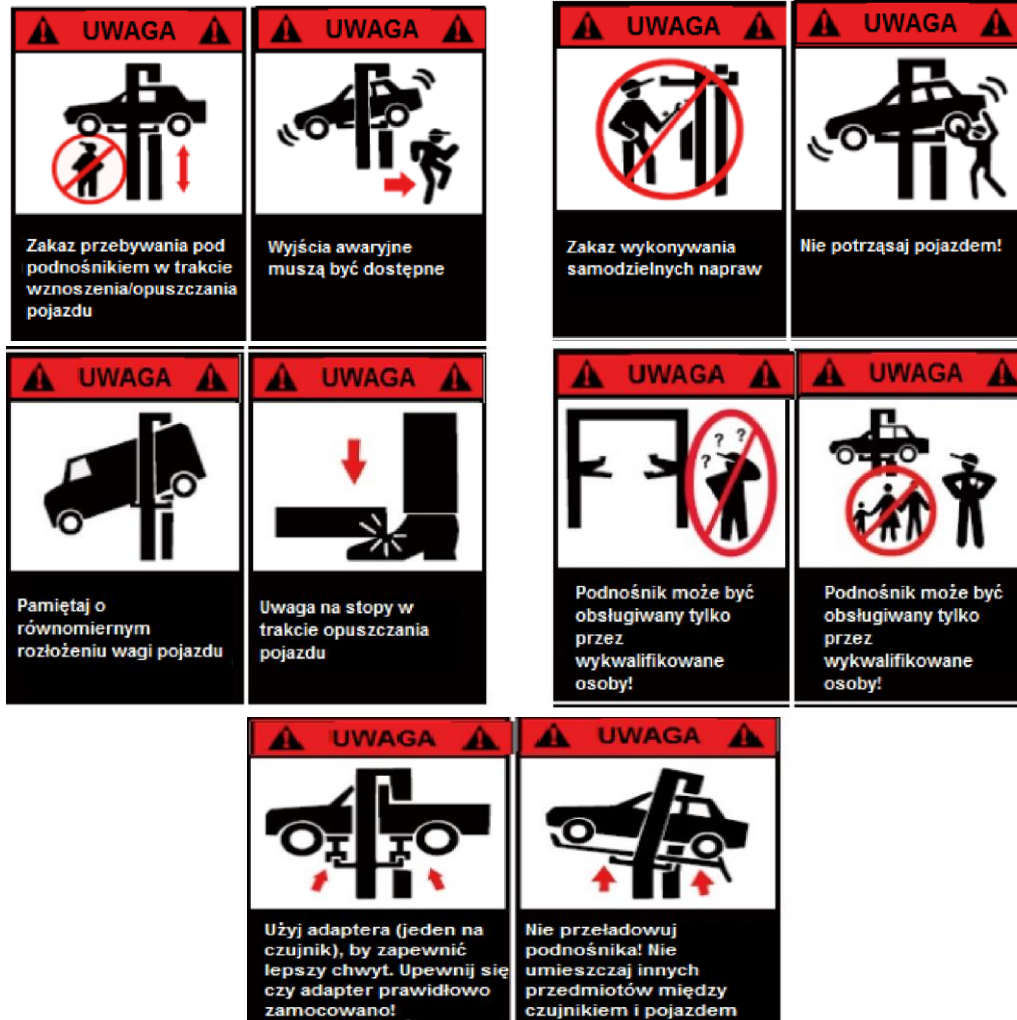 UWAGA
Zakaz przebywania pod
podnośnikiem w trakcie
wznoszenia/opuszczania
pojazdu
UWAGA
Wyjścia awaryjne
muszą być dostępne
UWAGA
Zakaz wykonywania
samodzielnych napraw
UWAGA
Nie potrząsaj pojazdem!
UWAGA
Pamiętaj o
równomiernym
rozłożeniu wagi pojazdu
UWAGA
Uwaga na stopy w
trakcie opuszczania
pojazdu
UWAGA
? ? ?
Podnośnik może być
obsługiwany tylko
przez
wykwalifikowane
osoby!
UWAGA
Podnośnik może być
obsługiwany tylko
przez
wykwalifikowane
osoby!
UWAGA
Użyj adaptera (jeden na
czujnik), by zapewnić
lepszy chwyt. Upewnij się
czy adapter prawidłowo
zamocowano!
UWAGA
Nie przeładowuj
podnośnika! Nie
umieszczaj innych
przedmiotów między
czujnikiem i pojazdem